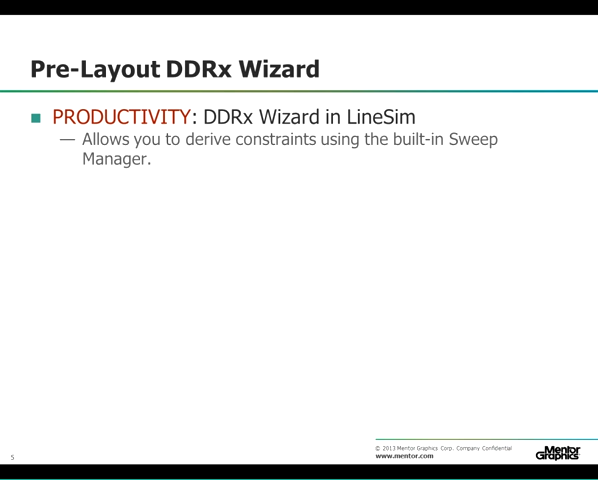 Pre-Layout DDRx Wizard
PRODUCTIVITY: DDRx Wizard in LineSim
— Allows you to derive constraints using the built-in Sweep
Manager.
© 2013 Mentor Graphics Corp. Company Confidential
www.mentor.com
Mentor
Graphics
5